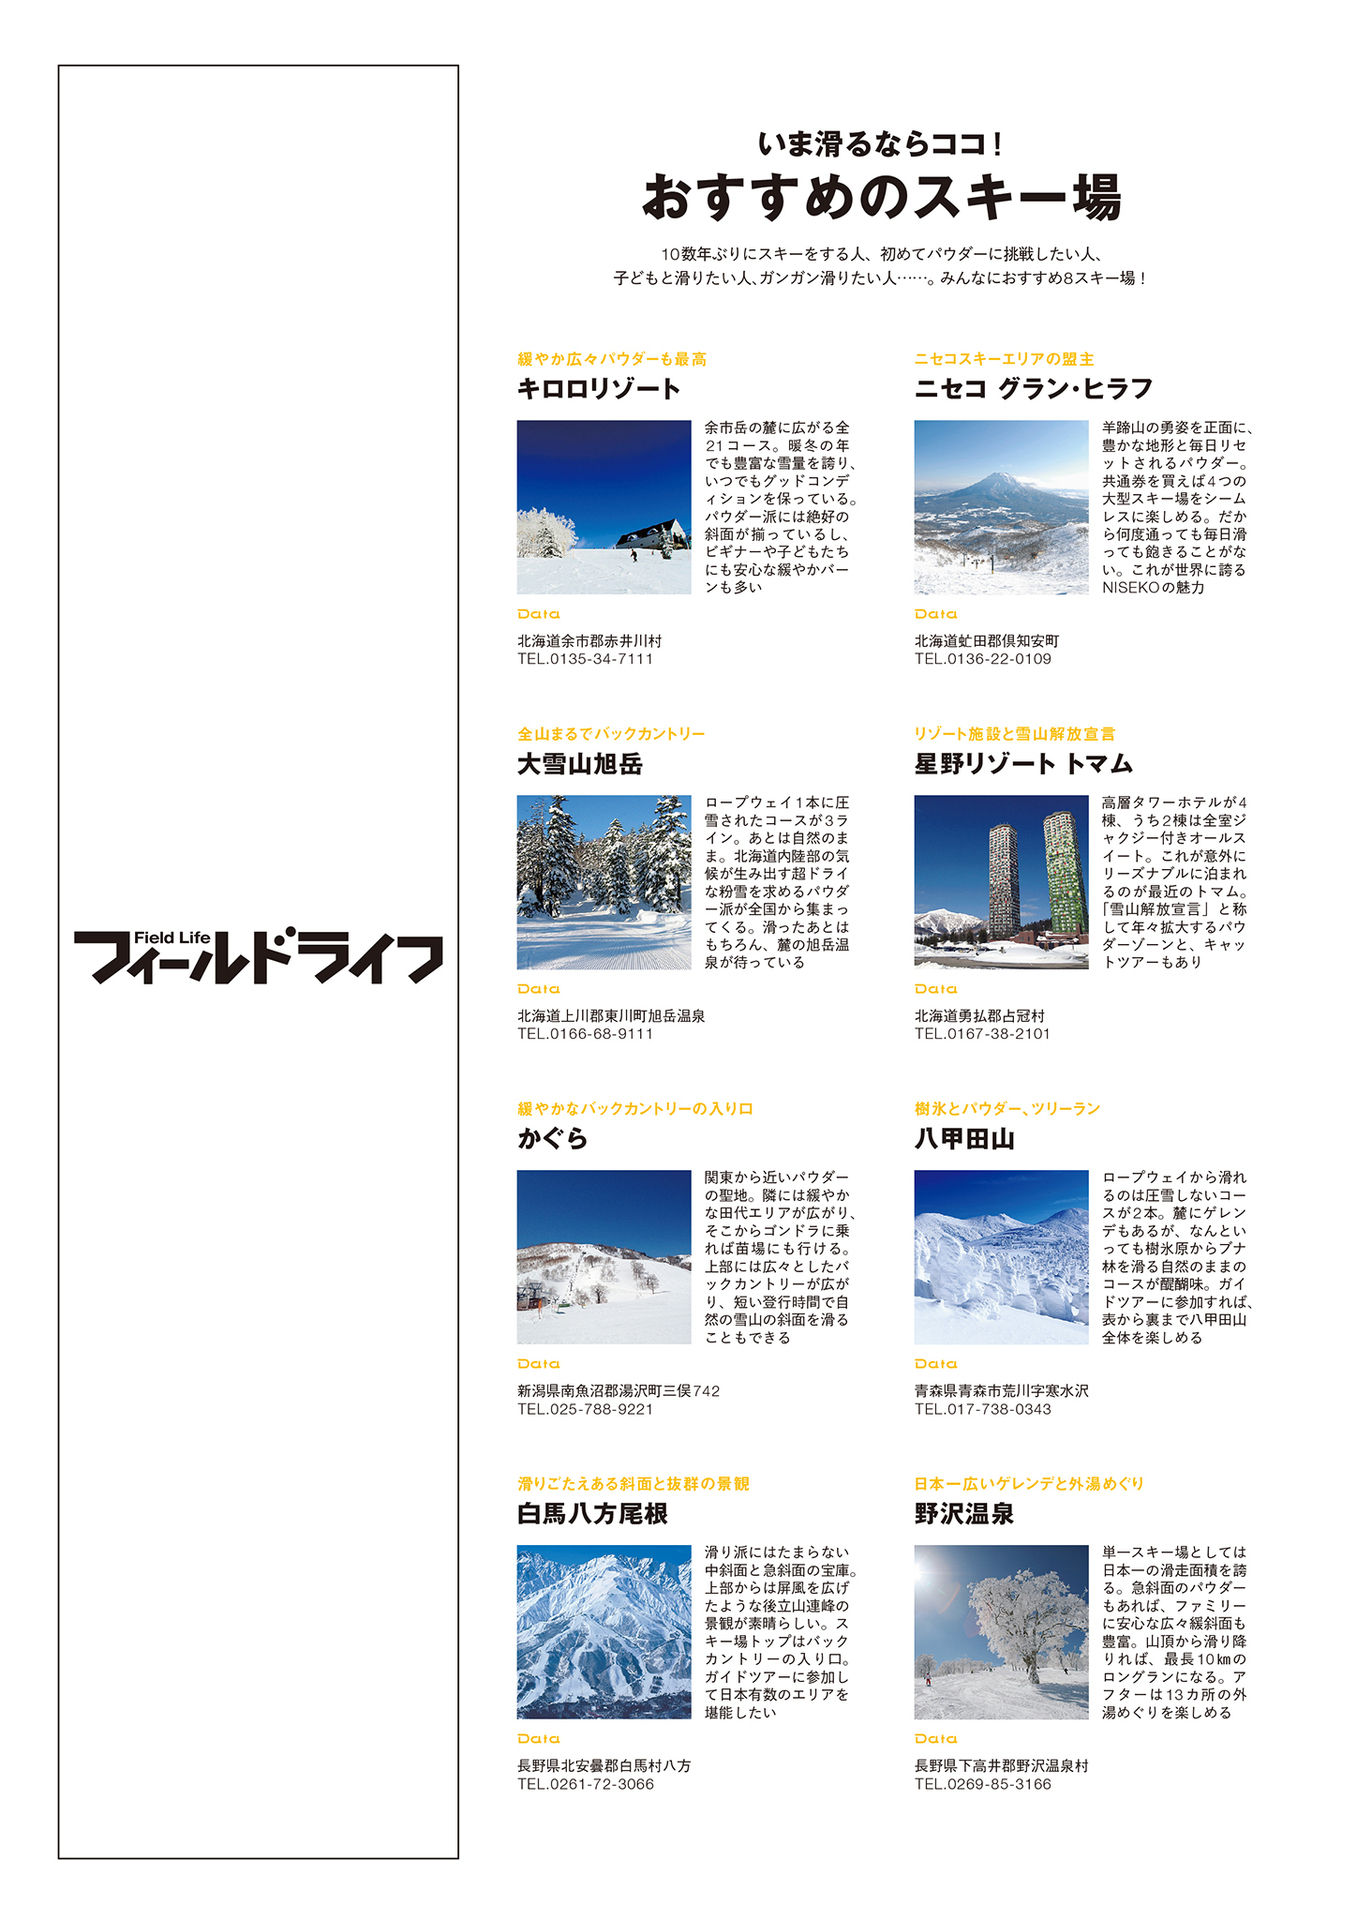 Field Life
フィールドライフ
いま滑るならココ！
おすすめのスキー場
10数年ぶりにスキーをする人、初めてパウダーに挑戦したい人、
子どもと滑りたい人、ガンガン滑りたい人……。みんなにおすすめ8スキー場！
緩やか広々パウダーも最高
キロロリゾート
余市岳の麓に広がる全
21コース。暖冬の年
でも豊富な雪量を誇り、
いつでもグッドコンデ
ィションを保っている。
パウダー派には絶好の
斜面が揃っているし、
ビギナーや子どもたち
にも安心な緩やかバー
ンも多い
Data
北海道余市郡赤井川村
TEL.0135-34-7111
ニセコスキーエリアの盟主
ニセコ グラン・ヒラフ
羊蹄山の勇姿を正面に、
豊かな地形と毎日リセ
ットされるパウダー。
共通券を買えば4つの
大型スキー場をシーム
レスに楽しめる。だか
ら何度通っても毎日滑
っても飽きることがな
い。これが世界に誇る
NISEKOの魅力
Data
北海道虻田郡倶知安町
TEL.0136-22-0109
全山まるでバックカントリー
大雪山旭岳
ロープウェイ1本に圧
雪されたコースが3ラ
イン。あとは自然のま
ま。北海道内陸部の気
候が生み出す超ドライ
な粉雪を求めるパウダ
ー派が全国から集まっ
てくる。滑ったあとは
もちろん、麓の旭岳温
泉が待っている
Data
北海道上川郡東川町旭岳温泉
TEL.0166-68-9111
リゾート施設と雪山解放宣言
星野リゾート トマム
高層タワーホテルが4
棟、うち2棟は全室ジ
ャクジー付きオールス
イート。これが意外に
リーズナブルに泊まれ
るのが最近のトマム。
「雪山解放宣言」と称
して年々拡大するパウ
ダーゾーンと、キャッ
トツアーもあり
Data
北海道勇払郡占冠村
TEL.0167-38-2101
緩やかなバックカントリーの入り口
かぐら
関東から近いパウダー
の聖地。隣には緩やか
な田代エリアが広がり、
そこからゴンドラに乗
れば苗場にも行ける。
上部には広々としたバ
ックカントリーが広が
り、短い登行時間で自
然の雪山の斜面を滑る
こともできる
Data
新潟県南魚沼郡湯沢町三俣742
TEL.025-788-9221
樹氷とパウダー、ツリーラン
八甲田山
ロープウェイから滑れ
るのは圧雪しないコー
スが2本。麓にゲレン
デもあるが、なんとい
っても樹氷原からブナ
林を滑る自然のままの
コースが醍醐味。ガイ
ドツアーに参加すれば、
表から裏まで八甲田山
全体を楽しめる
Data
青森県青森市荒川字寒水沢
TEL.017-738-0343
滑りごたえある斜面と抜群の景観
白馬八方尾根
滑り派にはたまらない
中斜面と急斜面の宝庫。
上部からは屏風を広げ
たような後立山連峰の
景観が素晴らしい。ス
キー場トップはバック
カントリーの入り口。
ガイドツアーに参加し
て日本有数のエリアを
堪能したい
Data
長野県北安曇郡白馬村八方
TEL.0261-72-3066
日本一広いゲレンデと外湯めぐり
野沢温泉
単一スキー場としては
日本一の滑走面積を誇
る。急斜面のパウダー
もあれば、ファミリー
に安心な広々緩斜面も
豊富。山頂から滑り降
りれば、最長10㎞の
ロングランになる。ア
フターは13カ所の外
湯めぐりを楽しめる
Data
長野県下高井郡野沢温泉村
TEL.0269-85-3166